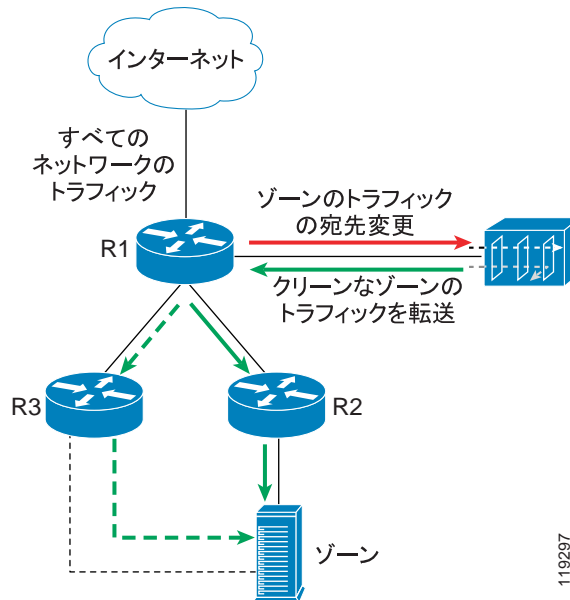 インターネット
すべての
ネットワークの
トラフィック
ゾーンのトラフィック
の宛先変更
R1
クリーンなゾーンの
トラフィックを転送
R3
R2
ゾーン
119297